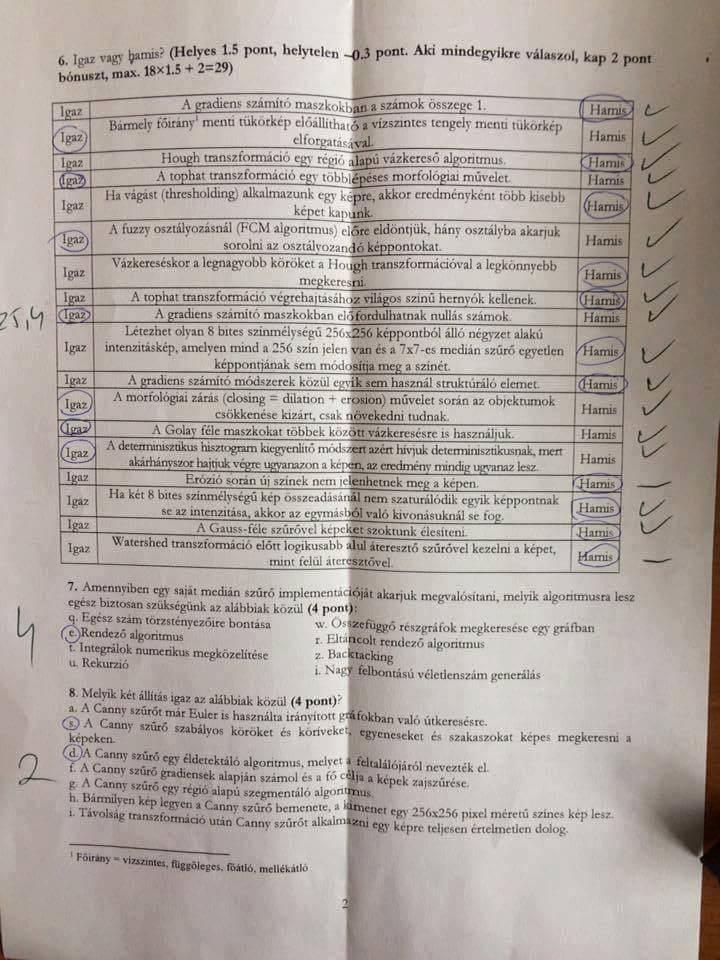 6. Igaz vagy hamis? (Helyes 1.5 pont, helytelen –0.3 pont. Aki mindegyikre válaszol, kap 2 pont
bónuszt, max. 18×1.5 + 2=29)
Igaz A gradiens számító maszkokban a számok összege 1. Hamis
Igaz Bármely főirány¹ menti tükörkép előállítható a vízszintes tengely menti tükörkép Hamis
elforgatásával.
Igaz Hough transzformáció egy régió alapú vázkereső algoritmus. Hamis
Igaz A tophat transzformáció egy többlépéses morfológiai művelet. Hamis
Igaz Ha vágást (thresholding) alkalmazunk egy képre, akkor eredményként több kisebb Hamis
képet kapunk.
Igaz A fuzzy osztályozásnál (FCM algoritmus) előre eldöntjük, hány osztályba akarjuk Hamis
sorolni az osztályozandó képpontokat.
Igaz Vázkereséskor a legnagyobb köröket a Hough transzformációval a legkönnyebb Hamis
megkeresni.
Igaz A tophat transzformáció végrehajtásához világos színű hernyók kellenek. Hamis
25,4
Igaz A gradiens számító maszkokban előfordulhatnak nullás számok. Hamis
Létezhet olyan 8 bites színmélységű 256x256 képpontból álló négyzet alakú
Igaz intenzitáskép, amelyen mind a 256 szín jelen van és a 7x7-es medián szűrő egyetlen Hamis
képpontjának sem módosítja meg a színét.
Igaz A gradiens számító módszerek közül egyik sem használ struktúráló elemet. Hamis
Igaz A morfológiai zárás (closing = dilation + erosion) művelet során az objektumok Hamis
csökkenése kizárt, csak növekedni tudnak.
Igaz A Golay féle maszkokat többek között vázkeresésre is használjuk. Hamis
Igaz A determinisztikus hisztogram kiegyenlítő módszert azért hívjuk determinisztikusnak, mert Hamis
akárhányszor hajtjuk végre ugyanazon a képen, az eredmény mindig ugyanaz lesz.
Igaz Erózió során új színek nem jelenhetnek meg a képen. Hamis
Igaz Ha két 8 bites színmélységű kép összeadásánál nem szaturálódik egyik képpontnak Hamis
se az intenzitása, akkor az egymásból való kivonásuknál se fog.
Igaz A Gauss-féle szűrővel képeket szoktunk élesíteni. Hamis
Igaz Watershed transzformáció előtt logikusabb alul áteresztő szűrővel kezelni a képet, Hamis
mint felül áteresztővel.
7. Amennyiben egy saját medián szűrő implementációját akarjuk megvalósítani, melyik algoritmusra lesz
egész biztosan szükségünk az alábbiak közül (4 pont):
q. Egész szám törzstényezőire bontása w. Összefüggő részgráfok megkeresése egy gráfban
4
e. Rendező algoritmus r. Eltáncolt rendező algoritmus
t. Integrálok numerikus megközelítése z. Backtacking
u. Rekurzió i. Nagy felbontású véletlenszám generálás
8. Melyik két állítás igaz az alábbiak közül (4 pont)?
a. A Canny szűrőt már Euler is használta irányított gráfokban való útkeresésre.
s. A Canny szűrő szabályos köröket és köríveket, egyeneseket és szakaszokat képes megkeresni a
képeken.
2
d. A Canny szűrő egy éldetektáló algoritmus, melyet a feltalálójáról nevezték el.
f. A Canny szűrő gradiensek alapján számol és a fő célja a képek zajszűrése.
g. A Canny szűrő egy régió alapú szegmentáló algoritmus.
h. Bármilyen kép legyen a Canny szűrő bemenete, a kimenet egy 256x256 pixel méretű színes kép lesz.
i. Távolság transzformáció után Canny szűrőt alkalmazni egy képre teljesen értelmetlen dolog.
¹ Főirány = vízszintes, függőleges, főátló, mellékátló
2